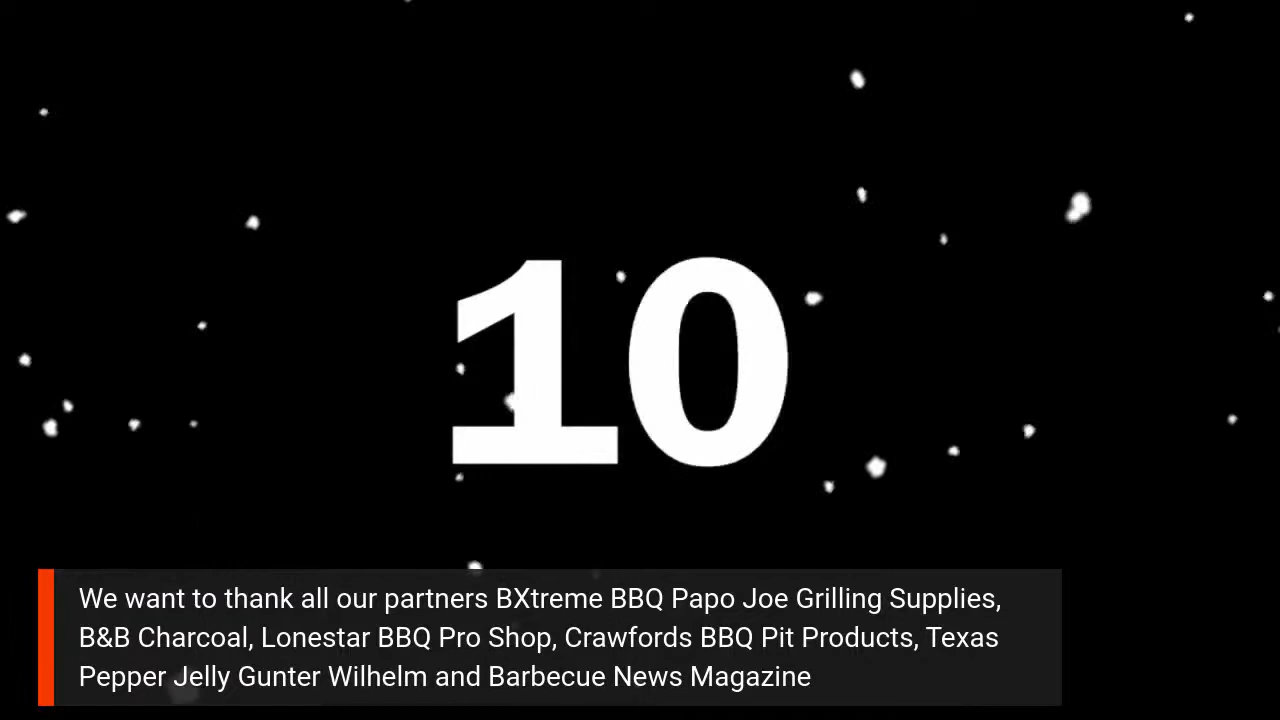 10
We want to thank all our partners BXtreme BBQ Papo Joe Grilling Supplies,
B&B Charcoal, Lonestar BBQ Pro Shop, Crawfords BBQ Pit Products, Texas
Pepper Jelly Gunter Wilhelm and Barbecue News Magazine